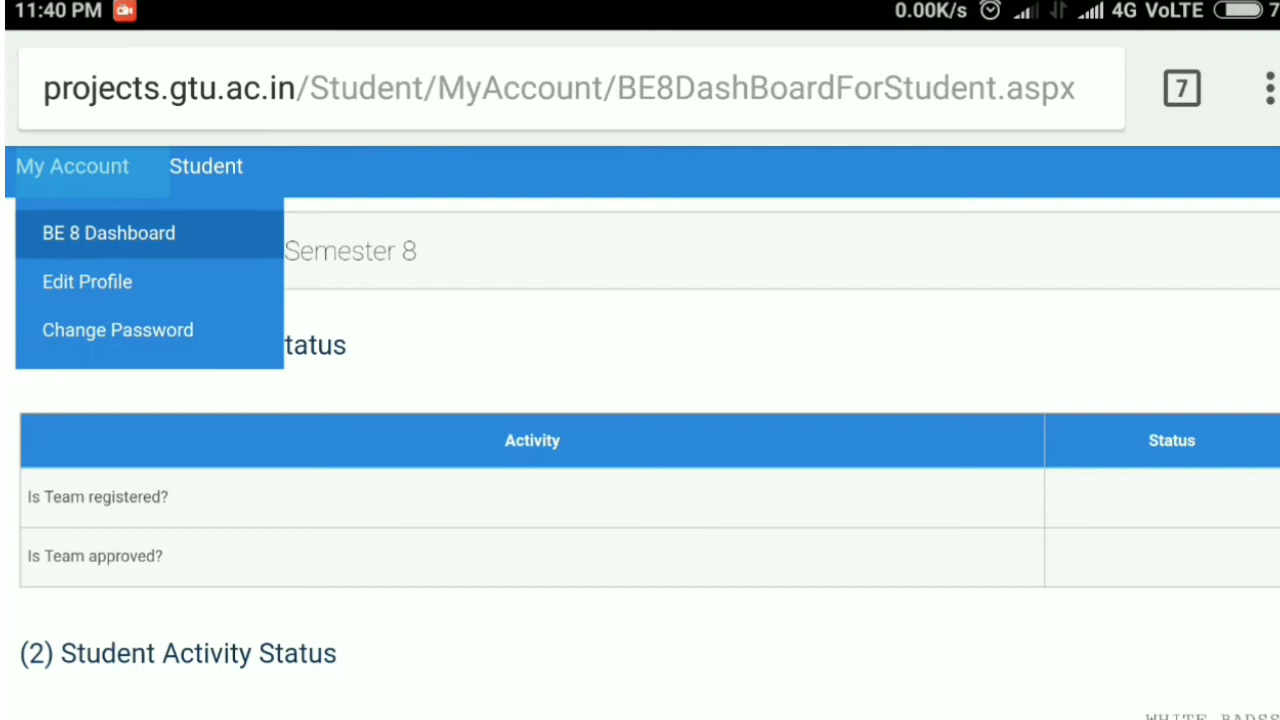 11:40 PM 0.00K/s 4G VoLTE 7
projects.gtu.ac.in/Student/MyAccount/BE8DashBoardForStudent.aspx 7
My Account Student
BE 8 Dashboard
Semester 8
Edit Profile
Change Password
tatus
Activity Status
Is Team registered?
Is Team approved?
(2) Student Activity Status